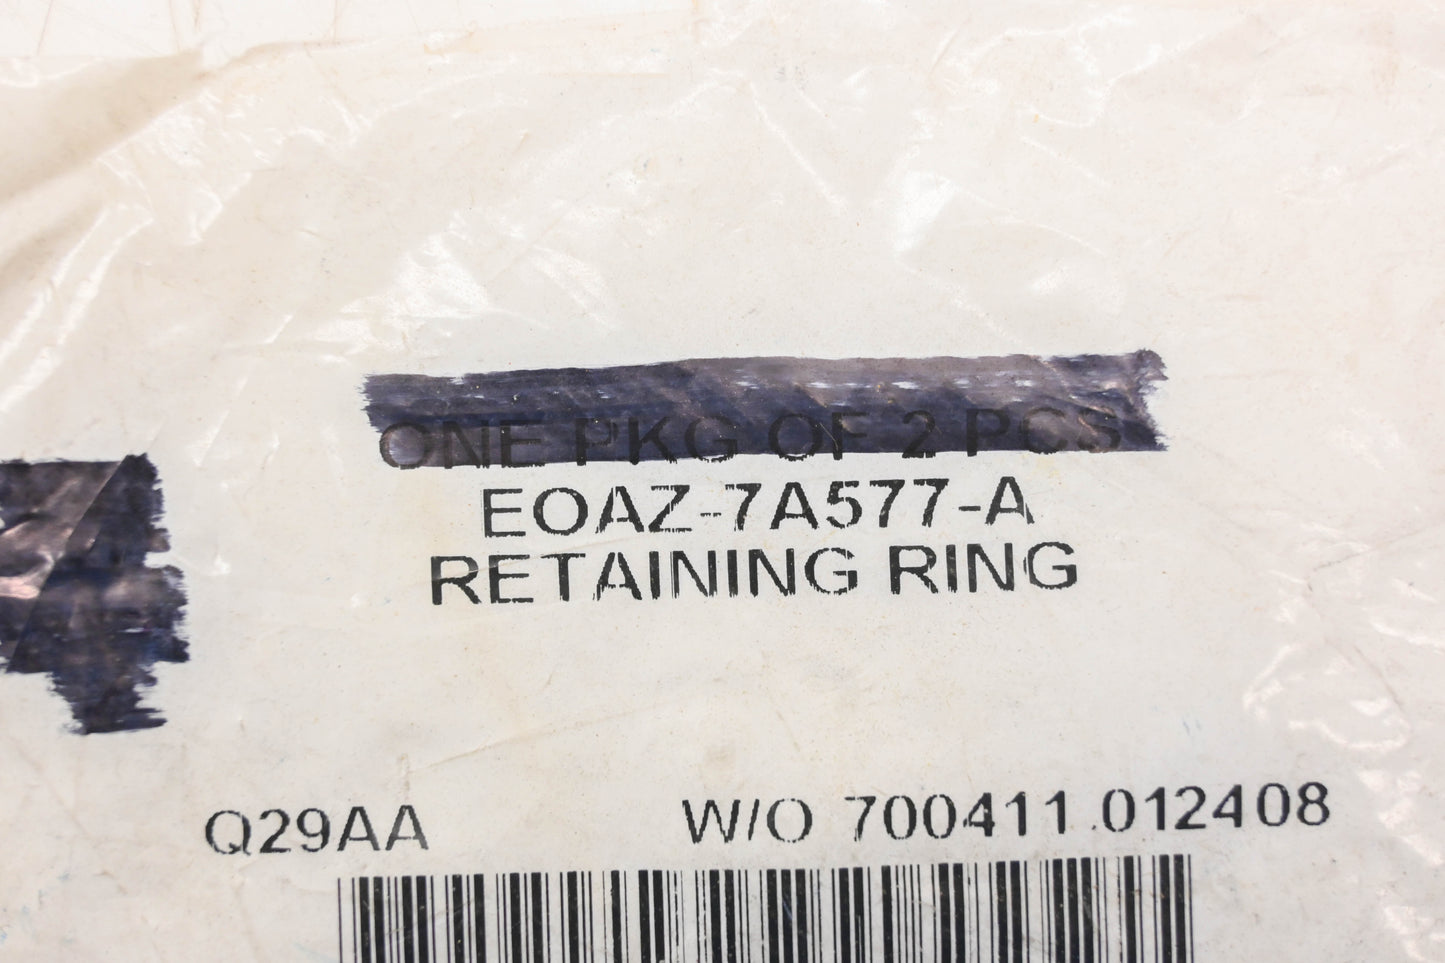 ONE PKG OF 2 PCS
EOAZ-7A577-A
RETAINING RING
Q29AA W/O 700411.012408